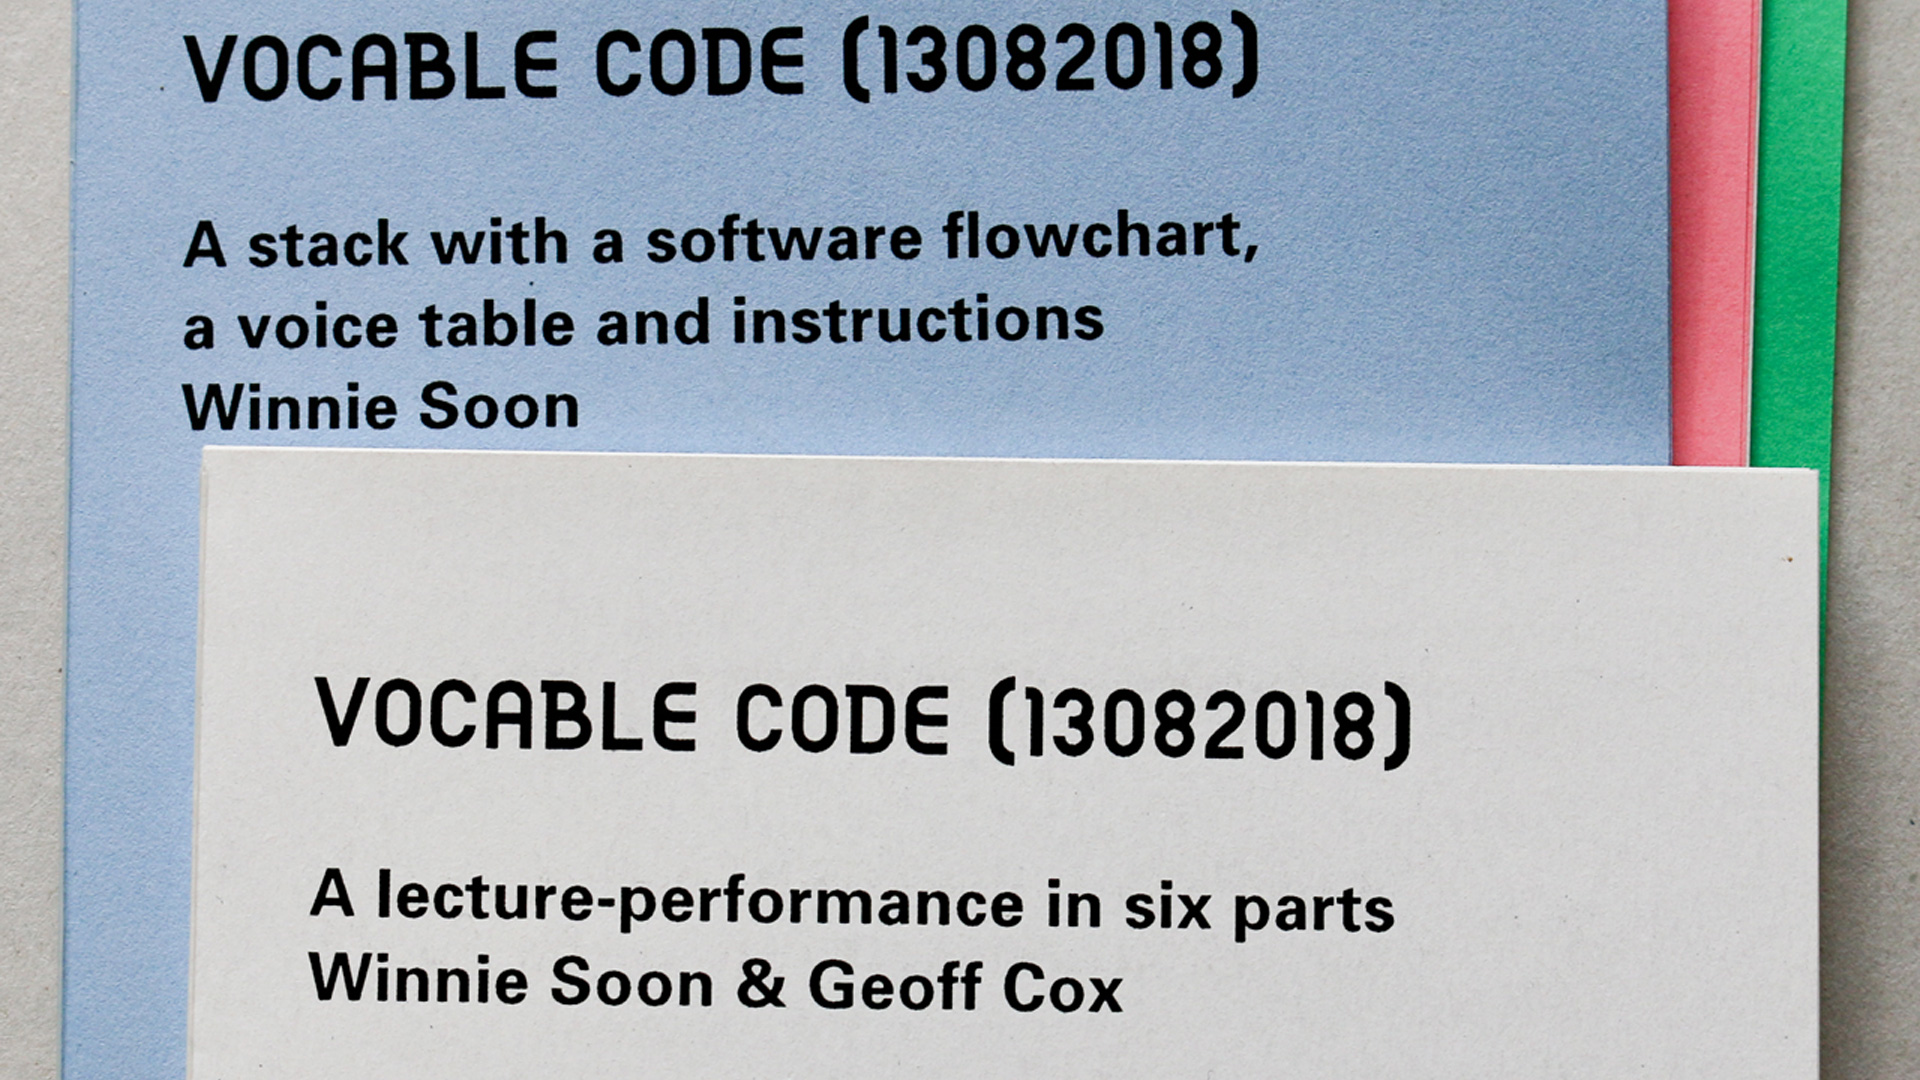 VOCABLE CODE (13082018)
A stack with a software flowchart,
a voice table and instructions
Winnie Soon
VOCABLE CODE (13082018)
A lecture-performance in six parts
Winnie Soon & Geoff Cox